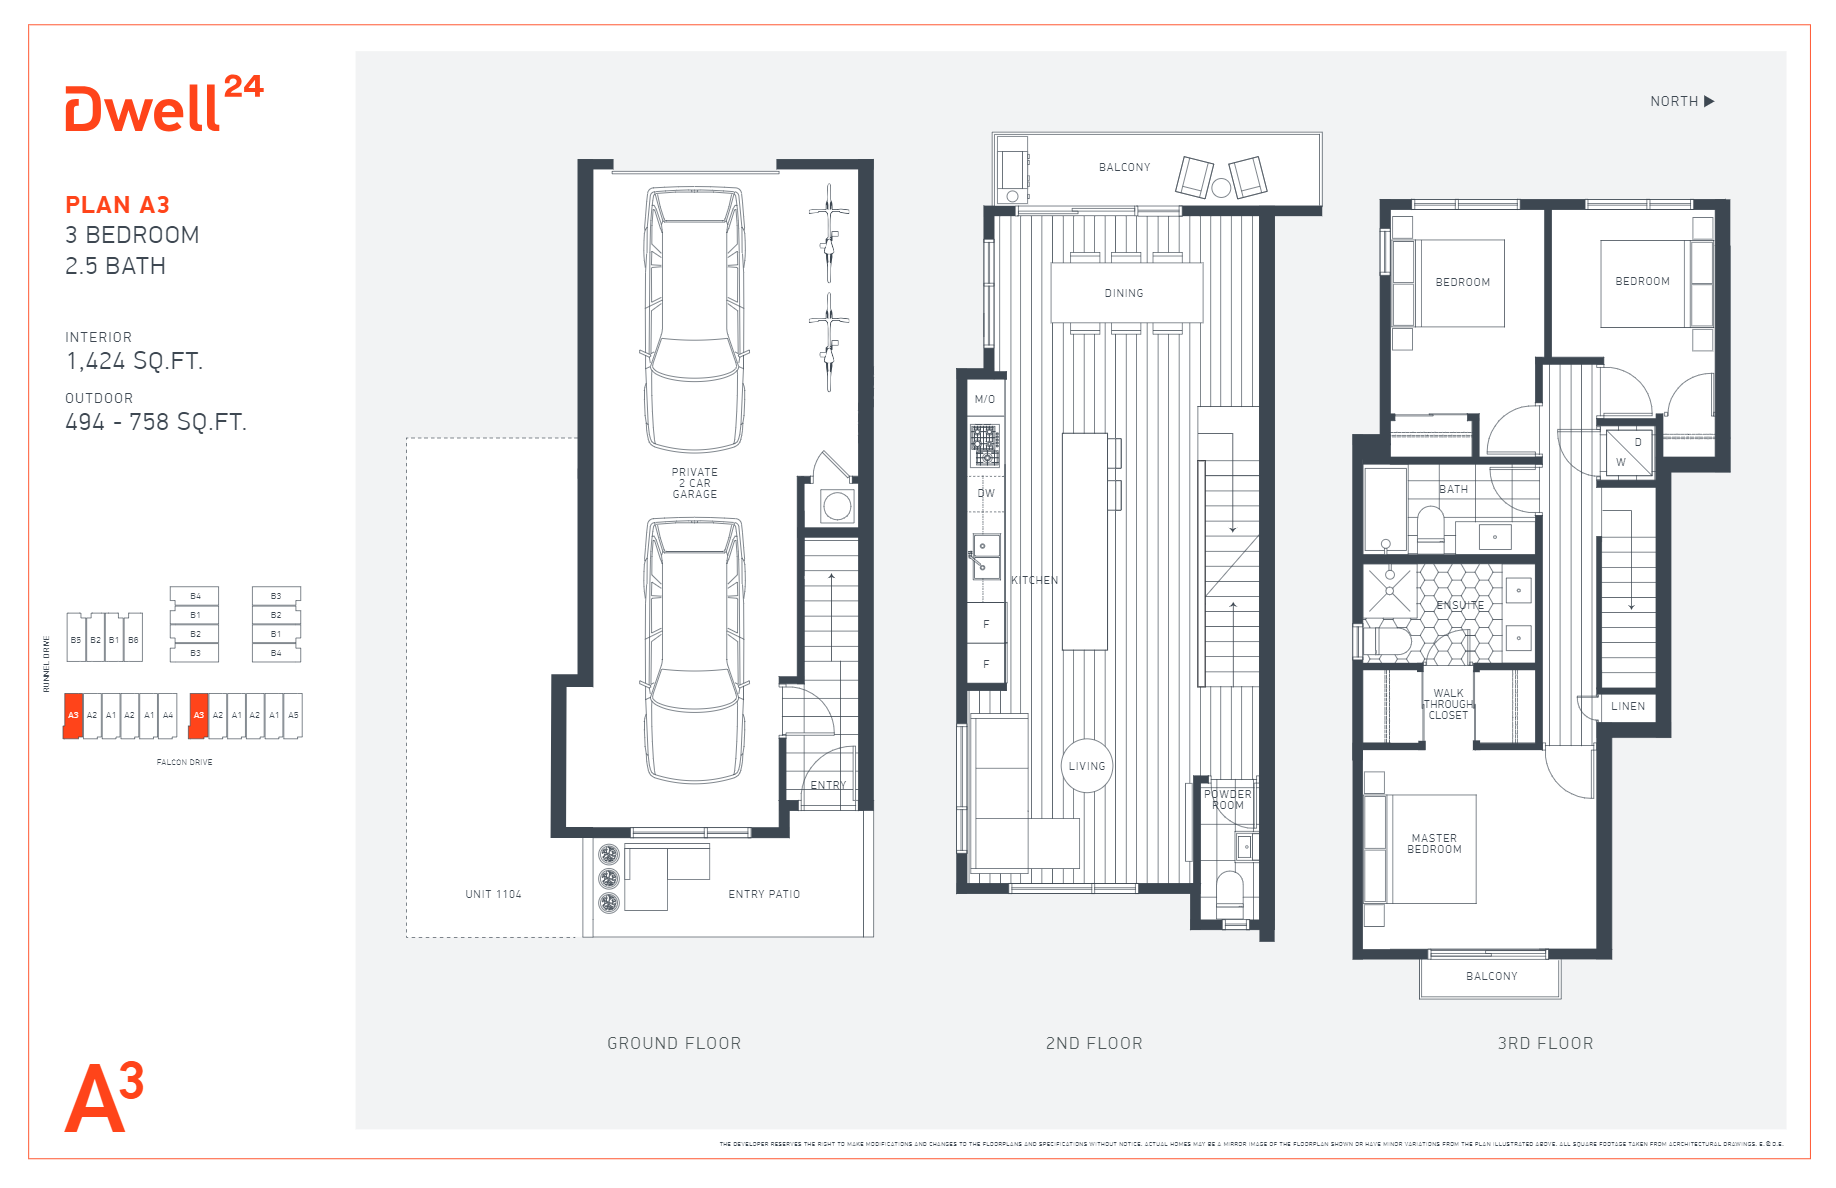 Dwell24
PLAN A3
3 BEDROOM
2.5 BATH
INTERIOR
1,424 SQ.FT.
OUTDOOR
494 - 758 SQ.FT.
B4
B1
B2
B3
B3
B2
B1
B4
B5 B2 B1 B6
RUNNEL DRIVE
A3 A2 A1 A2 A1 A4
A3 A2 A1 A2 A1 A5
FALCON DRIVE
A3
NORTH
PRIVATE
2 CAR
GARAGE
ENTRY
UNIT 1104
ENTRY PATIO
GROUND FLOOR
BALCONY
DINING
M/O
DW
KITCHEN
F
F
LIVING
POWDER
ROOM
2ND FLOOR
BEDROOM
BEDROOM
D
W
BATH
ENSUITE
WALK
THROUGH
CLOSET
LINEN
MASTER
BEDROOM
BALCONY
3RD FLOOR
THE DEVELOPER RESERVES THE RIGHT TO MAKE MODIFICATIONS AND CHANGES TO THE FLOORPLANS AND SPECIFICATIONS WITHOUT NOTICE. ACTUAL HOMES MAY BE A MIRROR IMAGE OF THE FLOORPLAN SHOWN OR HAVE MINOR VARIATIONS FROM THE PLAN ILLUSTRATED ABOVE. ALL SQUARE FOOTAGE TAKEN FROM ACRCHITECTURAL DRAWINGS. E.&O.E.